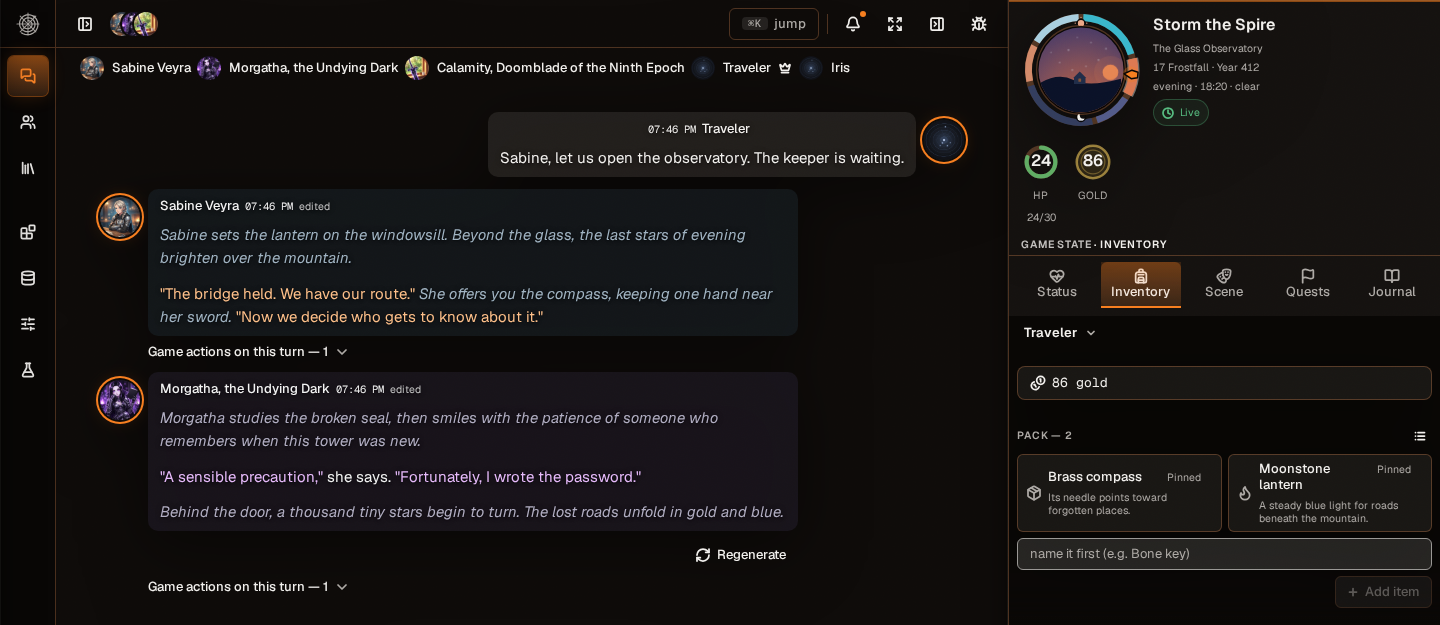 ⌘K jump
Sabine Veyra Morgatha, the Undying Dark Calamity, Doomblade of the Ninth Epoch Traveler Iris
07:46 PM Traveler
Sabine, let us open the observatory. The keeper is waiting.
Sabine Veyra 07:46 PM edited
Sabine sets the lantern on the windowsill. Beyond the glass, the last stars of evening
brighten over the mountain.
"The bridge held. We have our route." She offers you the compass, keeping one hand near
her sword. "Now we decide who gets to know about it."
Game actions on this turn — 1
Morgatha, the Undying Dark 07:46 PM edited
Morgatha studies the broken seal, then smiles with the patience of someone who
remembers when this tower was new.
"A sensible precaution," she says. "Fortunately, I wrote the password."
Behind the door, a thousand tiny stars begin to turn. The lost roads unfold in gold and blue.
Regenerate
Game actions on this turn — 1
Storm the Spire
The Glass Observatory
17 Frostfall · Year 412
evening · 18:20 · clear
Live
24 86
HP GOLD
24/30
GAME STATE · INVENTORY
Status Inventory Scene Quests Journal
Traveler
86 gold
PACK — 2
Brass compass Pinned
Its needle points toward
forgotten places.
Moonstone
lantern Pinned
A steady blue light for roads
beneath the mountain.
name it first (e.g. Bone key)
+ Add item